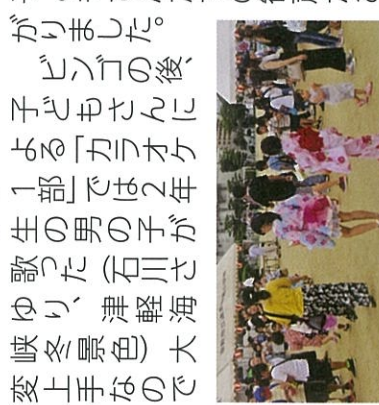 がりました。
ビンゴの後、
子どもさんに
よる「カラオケ
1部」では2年
生の男の子が
歌った(石川さ
ゆり、津軽海
峡冬景色)大
変上手なので